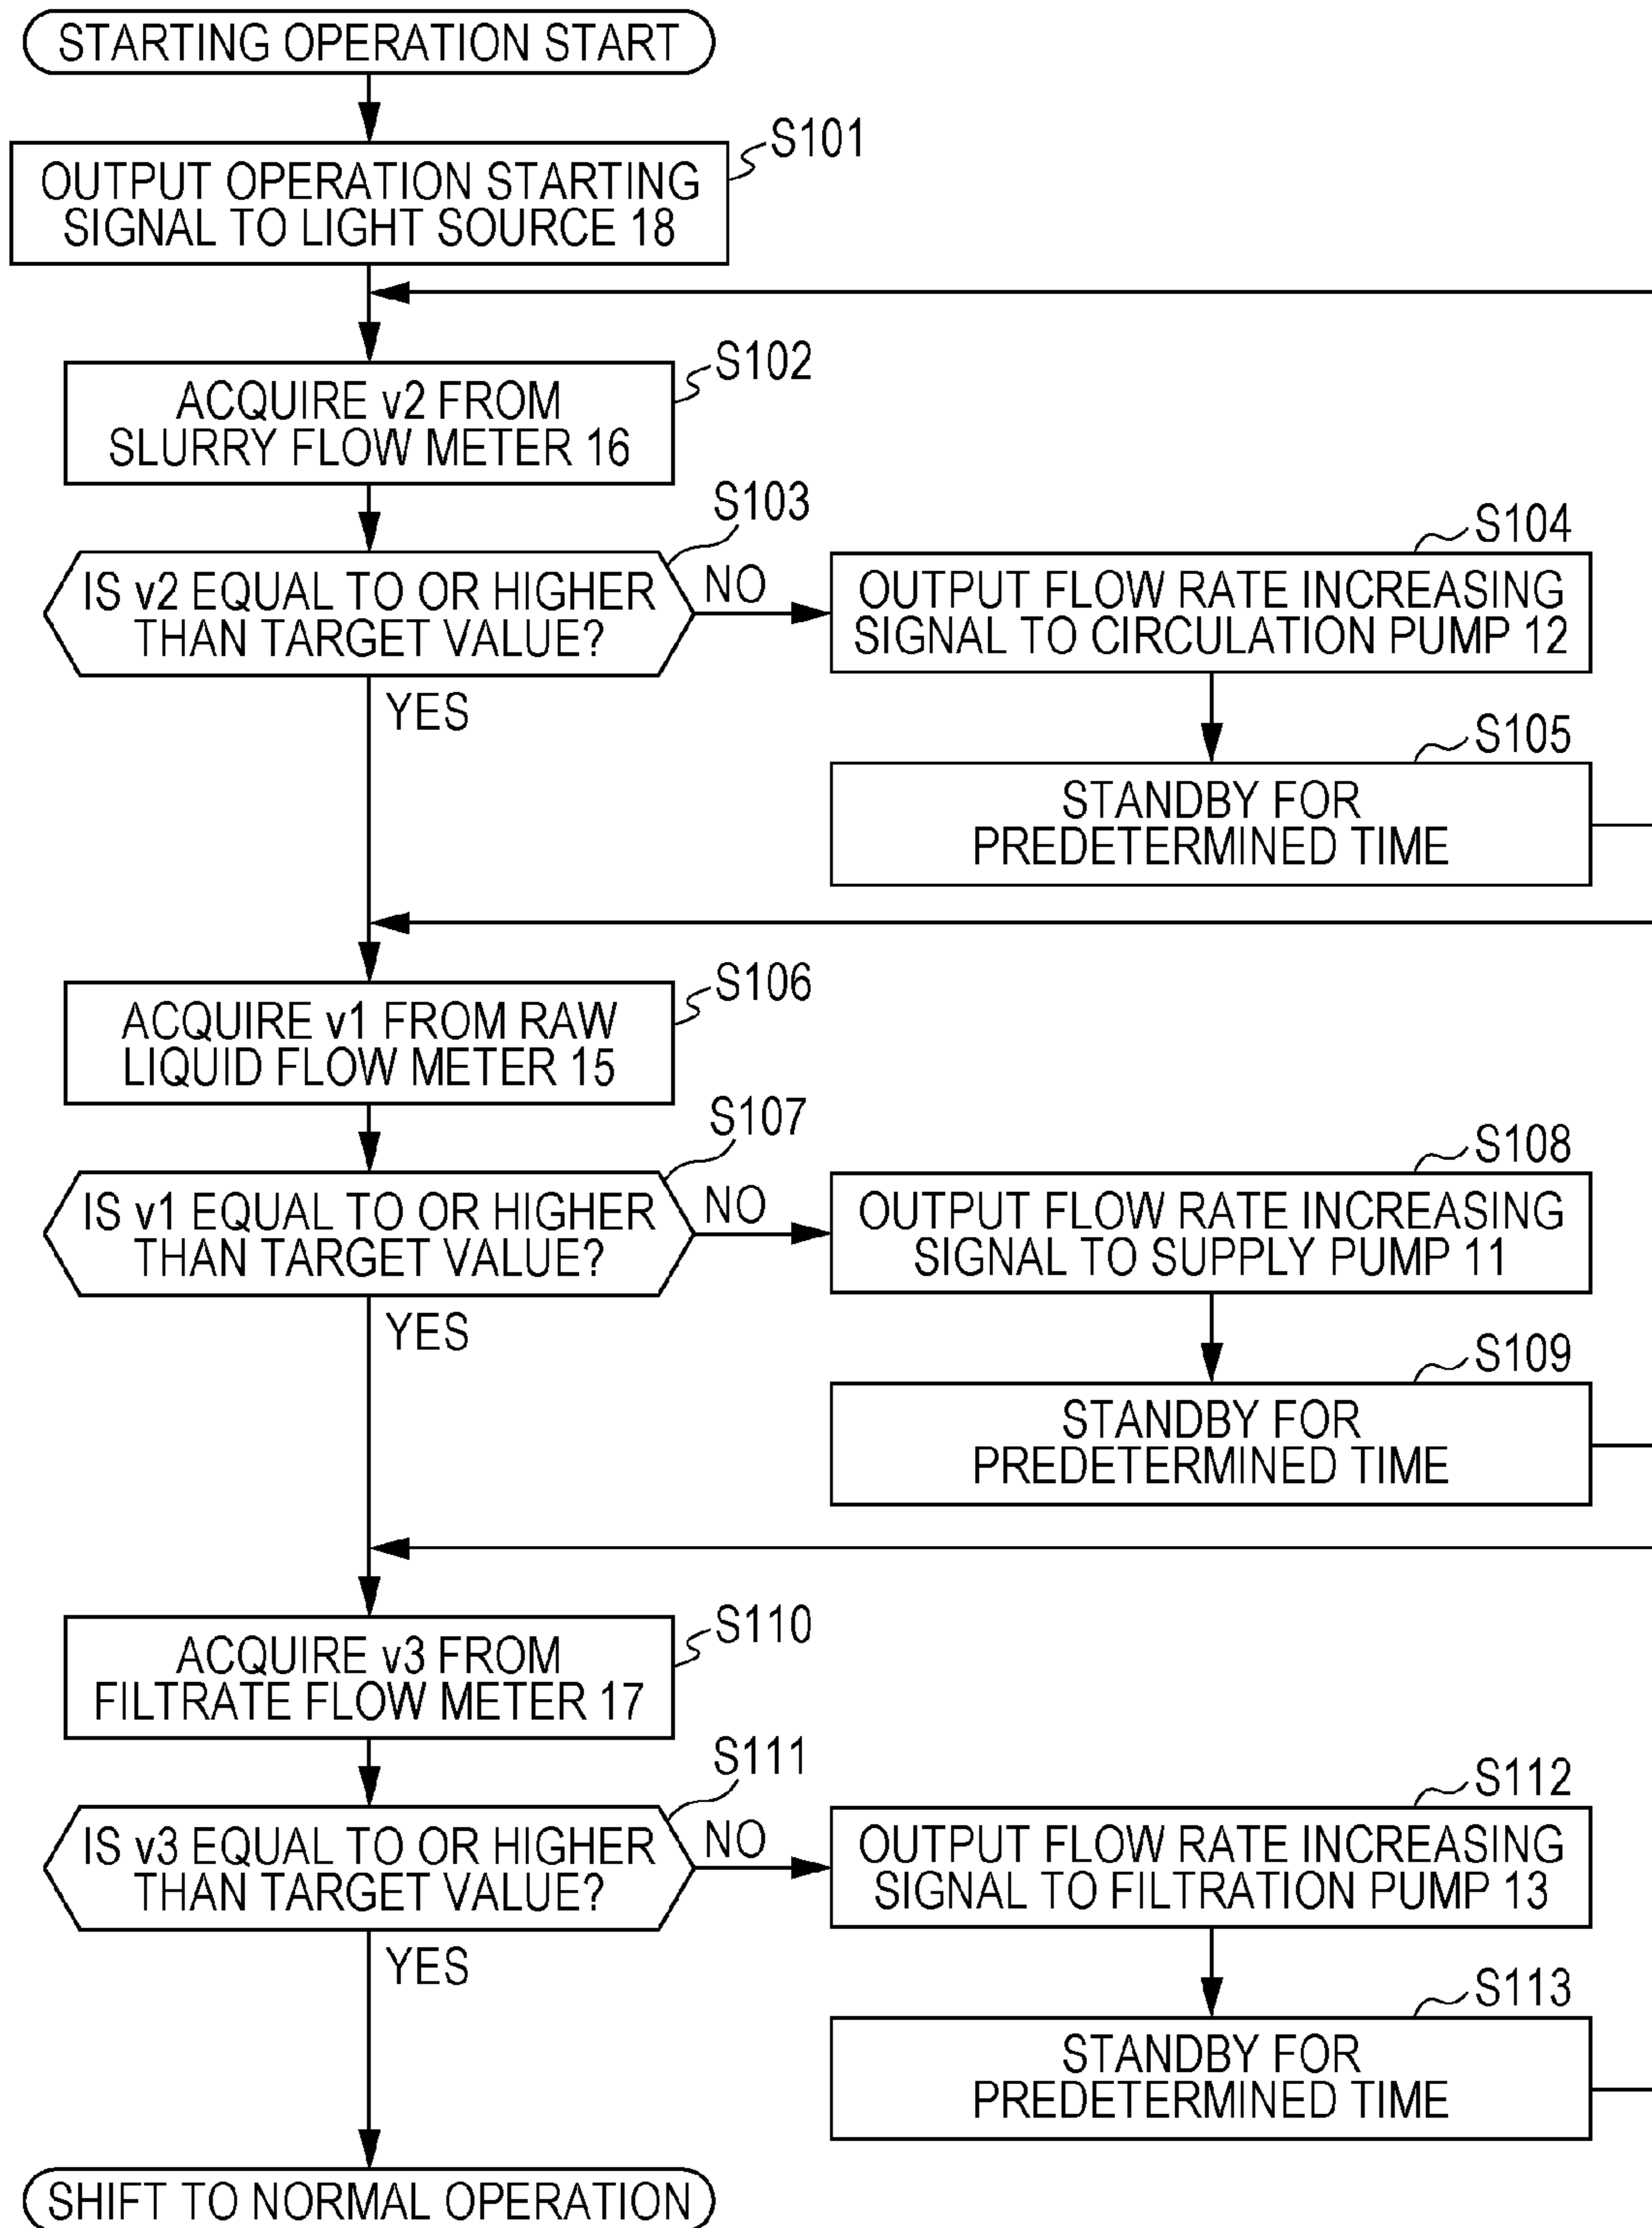 STARTING OPERATION START
S101
OUTPUT OPERATION STARTING
SIGNAL TO LIGHT SOURCE 18
S102
ACQUIRE v2 FROM
SLURRY FLOW METER 16
S103
IS v2 EQUAL TO OR HIGHER
THAN TARGET VALUE?
NO
YES
S104
OUTPUT FLOW RATE INCREASING
SIGNAL TO CIRCULATION PUMP 12
S105
STANDBY FOR
PREDETERMINED TIME
S106
ACQUIRE v1 FROM RAW
LIQUID FLOW METER 15
S107
IS v1 EQUAL TO OR HIGHER
THAN TARGET VALUE?
NO
YES
S108
OUTPUT FLOW RATE INCREASING
SIGNAL TO SUPPLY PUMP 11
S109
STANDBY FOR
PREDETERMINED TIME
S110
ACQUIRE v3 FROM
FILTRATE FLOW METER 17
S111
IS v3 EQUAL TO OR HIGHER
THAN TARGET VALUE?
NO
YES
S112
OUTPUT FLOW RATE INCREASING
SIGNAL TO FILTRATION PUMP 13
S113
STANDBY FOR
PREDETERMINED TIME
SHIFT TO NORMAL OPERATION